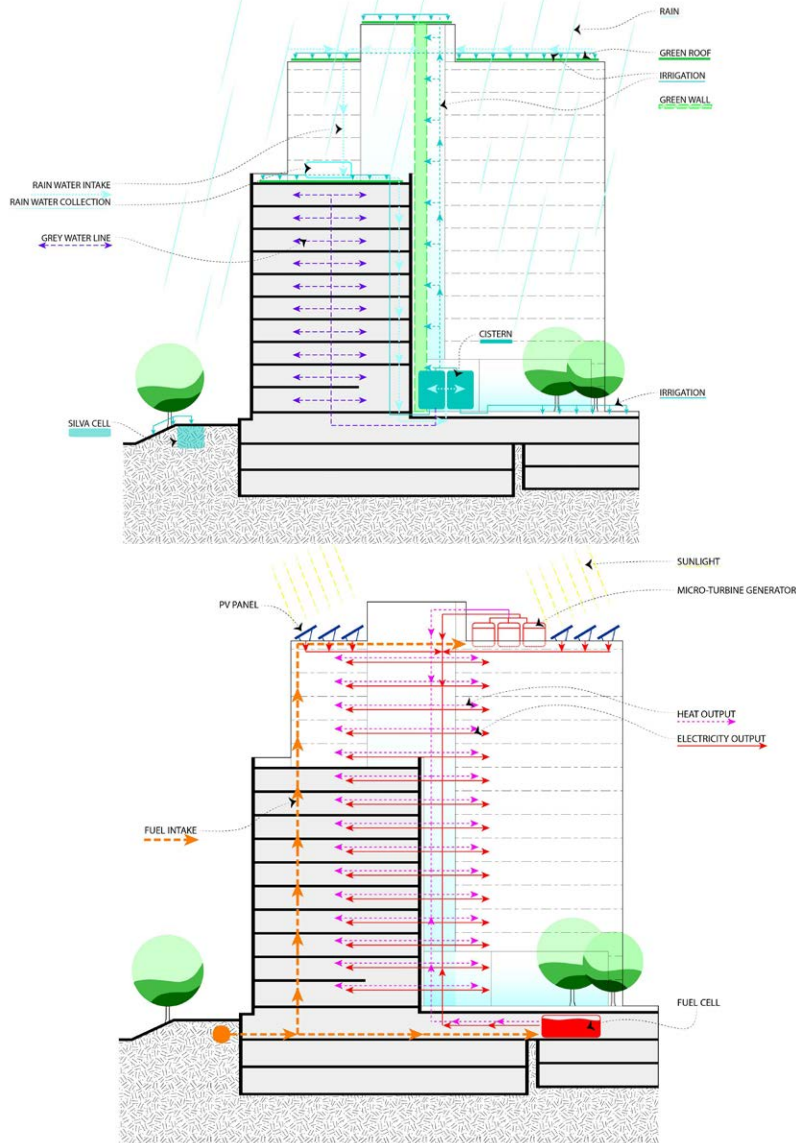 RAIN
GREEN ROOF
IRRIGATION
GREEN WALL
RAIN WATER INTAKE
RAIN WATER COLLECTION
GREY WATER LINE
CISTERN
IRRIGATION
SILVA CELL
SUNLIGHT
MICRO-TURBINE GENERATOR
PV PANEL
HEAT OUTPUT
ELECTRICITY OUTPUT
FUEL INTAKE
FUEL CELL